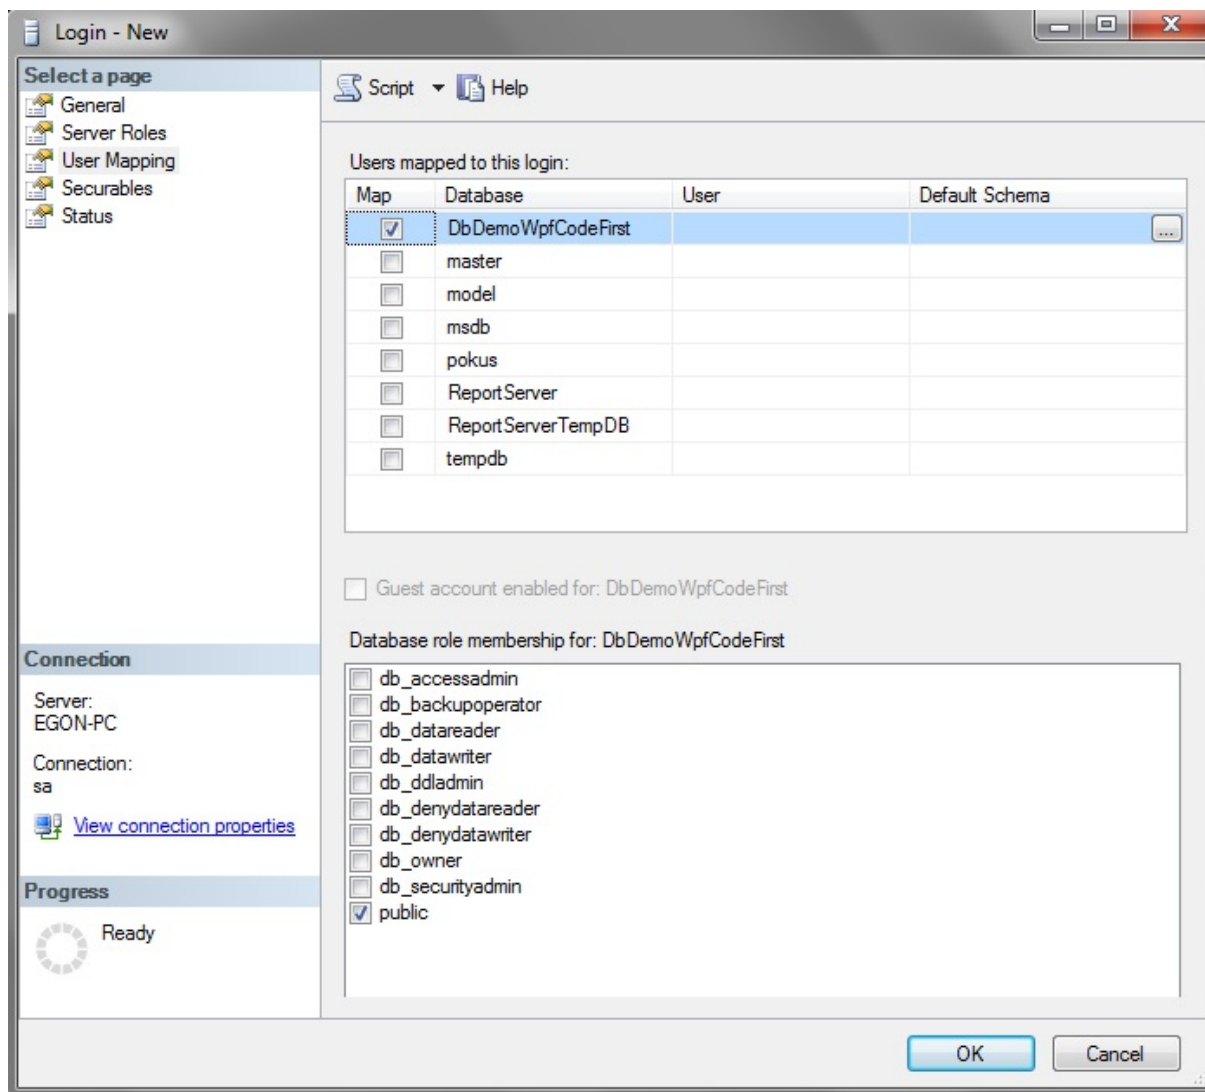 Login - New
Select a page
General
Server Roles
User Mapping
Securables
Status
Script Help
Users mapped to this login:
Map Database User Default Schema
DbDemoWpfCodeFirst ...
master
model
msdb
pokus
ReportServer
ReportServerTempDB
tempdb
Guest account enabled for: DbDemoWpfCodeFirst
Database role membership for: DbDemoWpfCodeFirst
db_accessadmin
db_backupoperator
db_datareader
db_datawriter
db_ddladmin
db_denydatareader
db_denydatawriter
db_owner
db_securityadmin
public
Connection
Server:
EGON-PC
Connection:
sa
View connection properties
Progress
Ready
OK Cancel